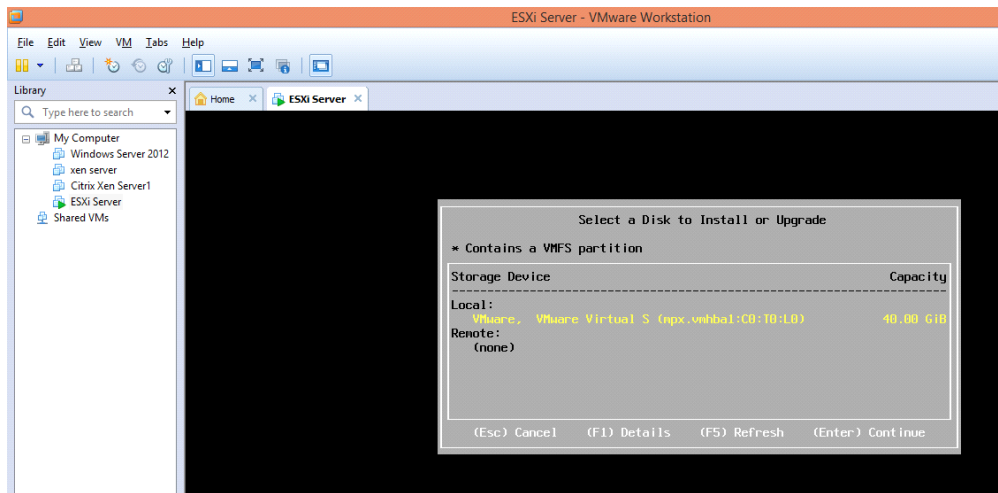 ESXi Server - VMware Workstation
File Edit View VM Tabs Help
Library x
Home × ESXi Server ×
Type here to search
My Computer
Windows Server 2012
xen server
Citrix Xen Server1
ESXi Server
Shared VMs
Select a Disk to Install or Upgrade
* Contains a VMFS partition
Storage Device Capacity
Local:
VMware, VMware Virtual S (mpx.vmhba1:C0:T0:L0) 40.00 GiB
Remote:
(none)
(Esc) Cancel (F1) Details (F5) Refresh (Enter) Continue